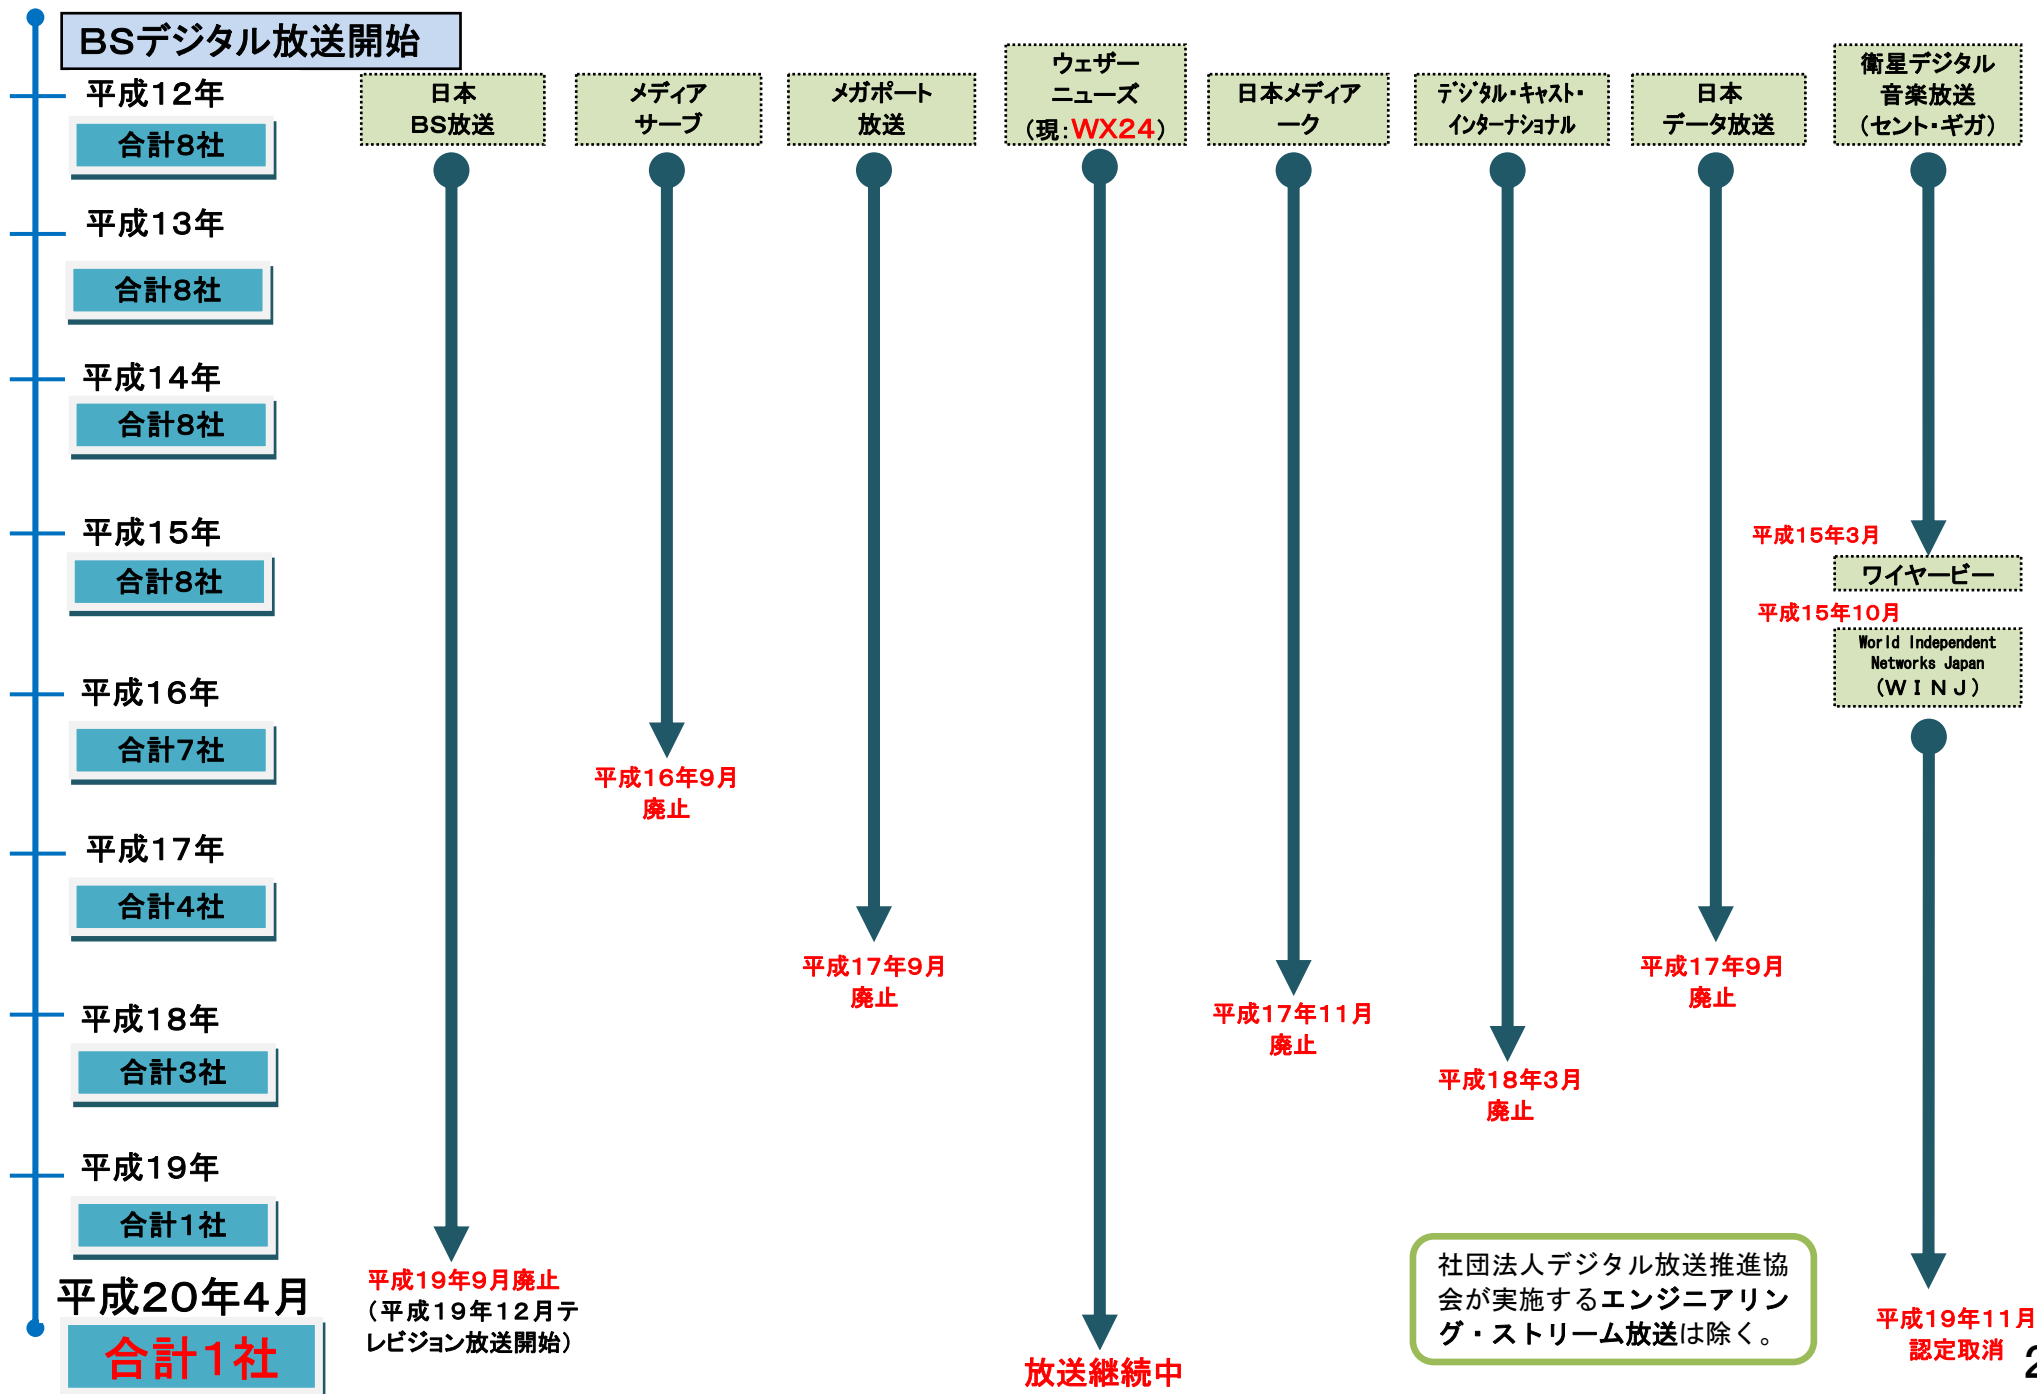 BSデジタル放送開始
平成12年
合計8社
平成13年
合計8社
平成14年
合計8社
平成15年
合計8社
平成16年
合計7社
平成17年
合計4社
平成18年
合計3社
平成19年
合計1社
平成20年4月
合計1社
日本
BS放送
平成19年9月廃止
(平成19年12月テ
レビジョン放送開始)
メディア
サーブ
平成16年9月
廃止
メガポート
放送
平成17年9月
廃止
ウェザー
ニューズ
(現:WX24)
放送継続中
日本メディア
ーク
平成17年11月
廃止
デジタル・キャスト・
インターナショナル
平成18年3月
廃止
日本
データ放送
平成17年9月
廃止
衛星デジタル
音楽放送
(セント・ギガ)
平成15年3月
ワイヤービー
平成15年10月
World Independent
Networks Japan
(WINJ)
平成19年11月
認定取消
社団法人デジタル放送推進協
会が実施するエンジニアリン
グ・ストリーム放送は除く。
2